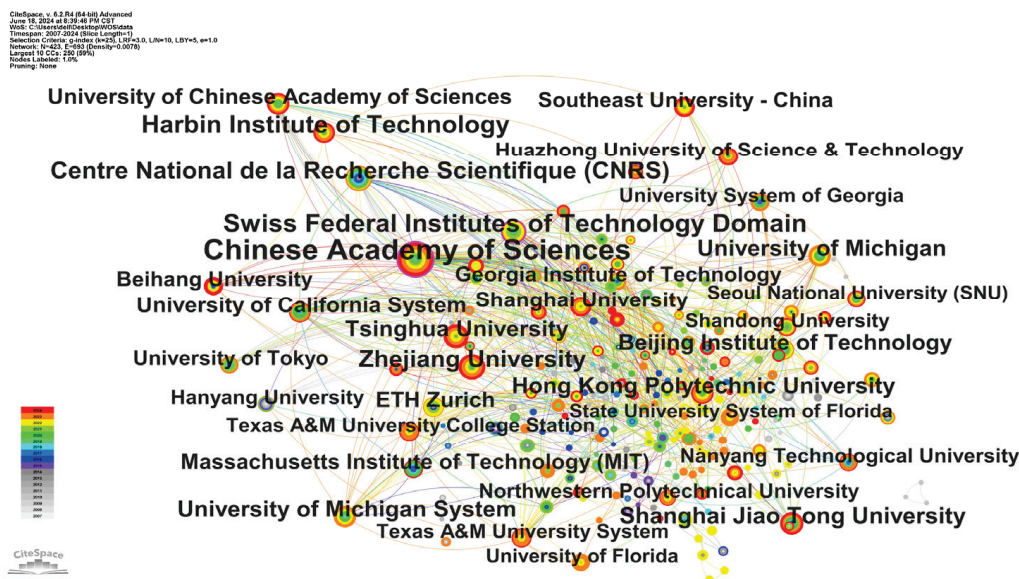 CiteSpace, v. 6.2.R4 (64-bit) Advanced
June 18, 2024 at 8:39:46 PM CST
WoS: C:\Users\dell\Desktop\WOS\data
Timespan: 2007-2024 (Slice Length=1)
Selection Criteria: g-index (k=25), LRF=3.0, L/N=10, LBY=5, e=1.0
Network: N=423, E=693 (Density=0.0078)
Largest 10 CCs: 250 (59%)
Nodes Labeled: 1.0%
Pruning: None
University of Chinese Academy of Sciences
Southeast University - China
Harbin Institute of Technology
Huazhong University of Science & Technology
Centre National de la Recherche Scientifique (CNRS)
University System of Georgia
Swiss Federal Institutes of Technology Domain
Chinese Academy of Sciences
University of Michigan
Georgia Institute of Technology
Beihang University
Seoul National University (SNU)
Shanghai University
University of California System
Shandong University
Tsinghua University
Beijing Institute of Technology
University of Tokyo
Zhejiang University
Hong Kong Polytechnic University
Hanyang University
ETH Zurich
State University System of Florida
Texas A&M University College Station
Nanyang Technological University
Massachusetts Institute of Technology (MIT)
Northwestern Polytechnical University
University of Michigan System
Shanghai Jiao Tong University
Texas A&M University System
University of Florida
CiteSpace